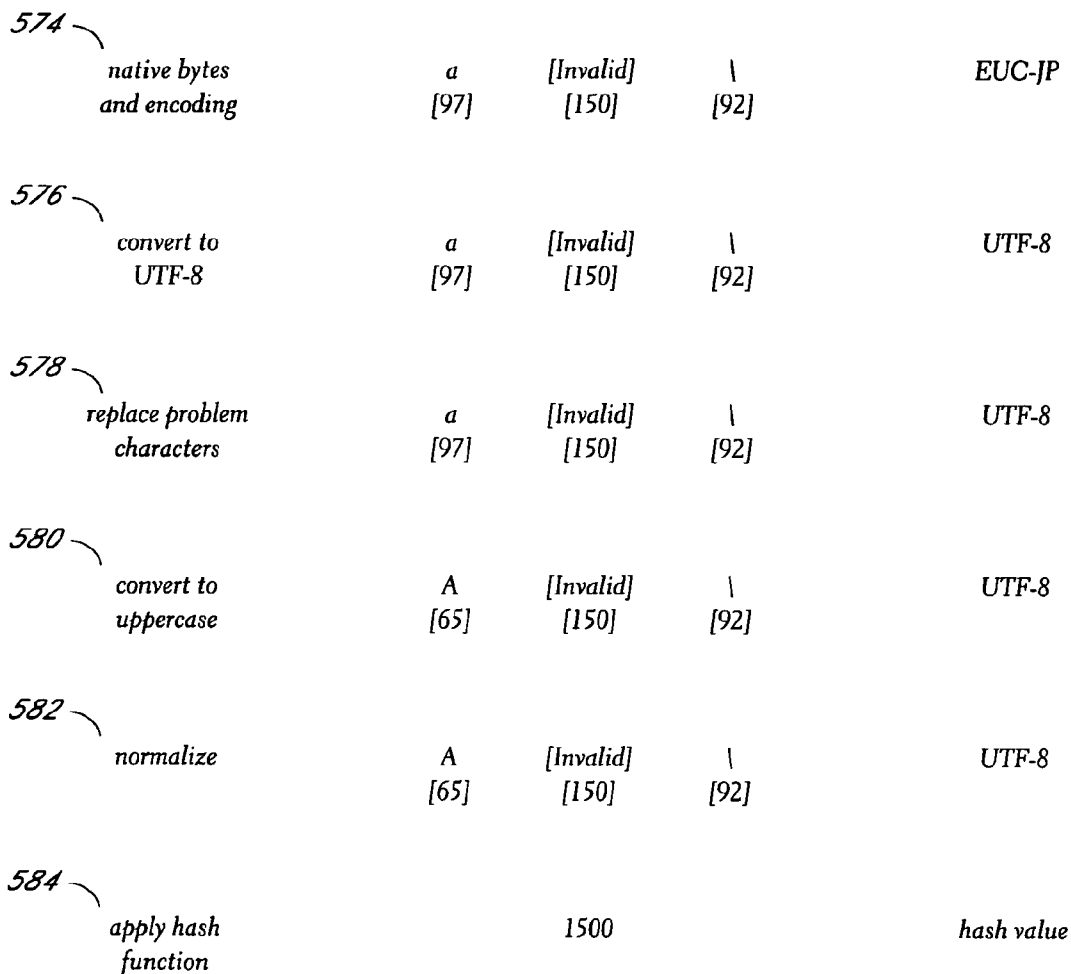 574
native bytes a [Invalid] \ EUC-JP
and encoding [97] [150] [92]
576
convert to a [Invalid] \ UTF-8
UTF-8 [97] [150] [92]
578
replace problem a [Invalid] \ UTF-8
characters [97] [150] [92]
580
convert to A [Invalid] \ UTF-8
uppercase [65] [150] [92]
582
normalize A [Invalid] \ UTF-8
[65] [150] [92]
584
apply hash 1500 hash value
function